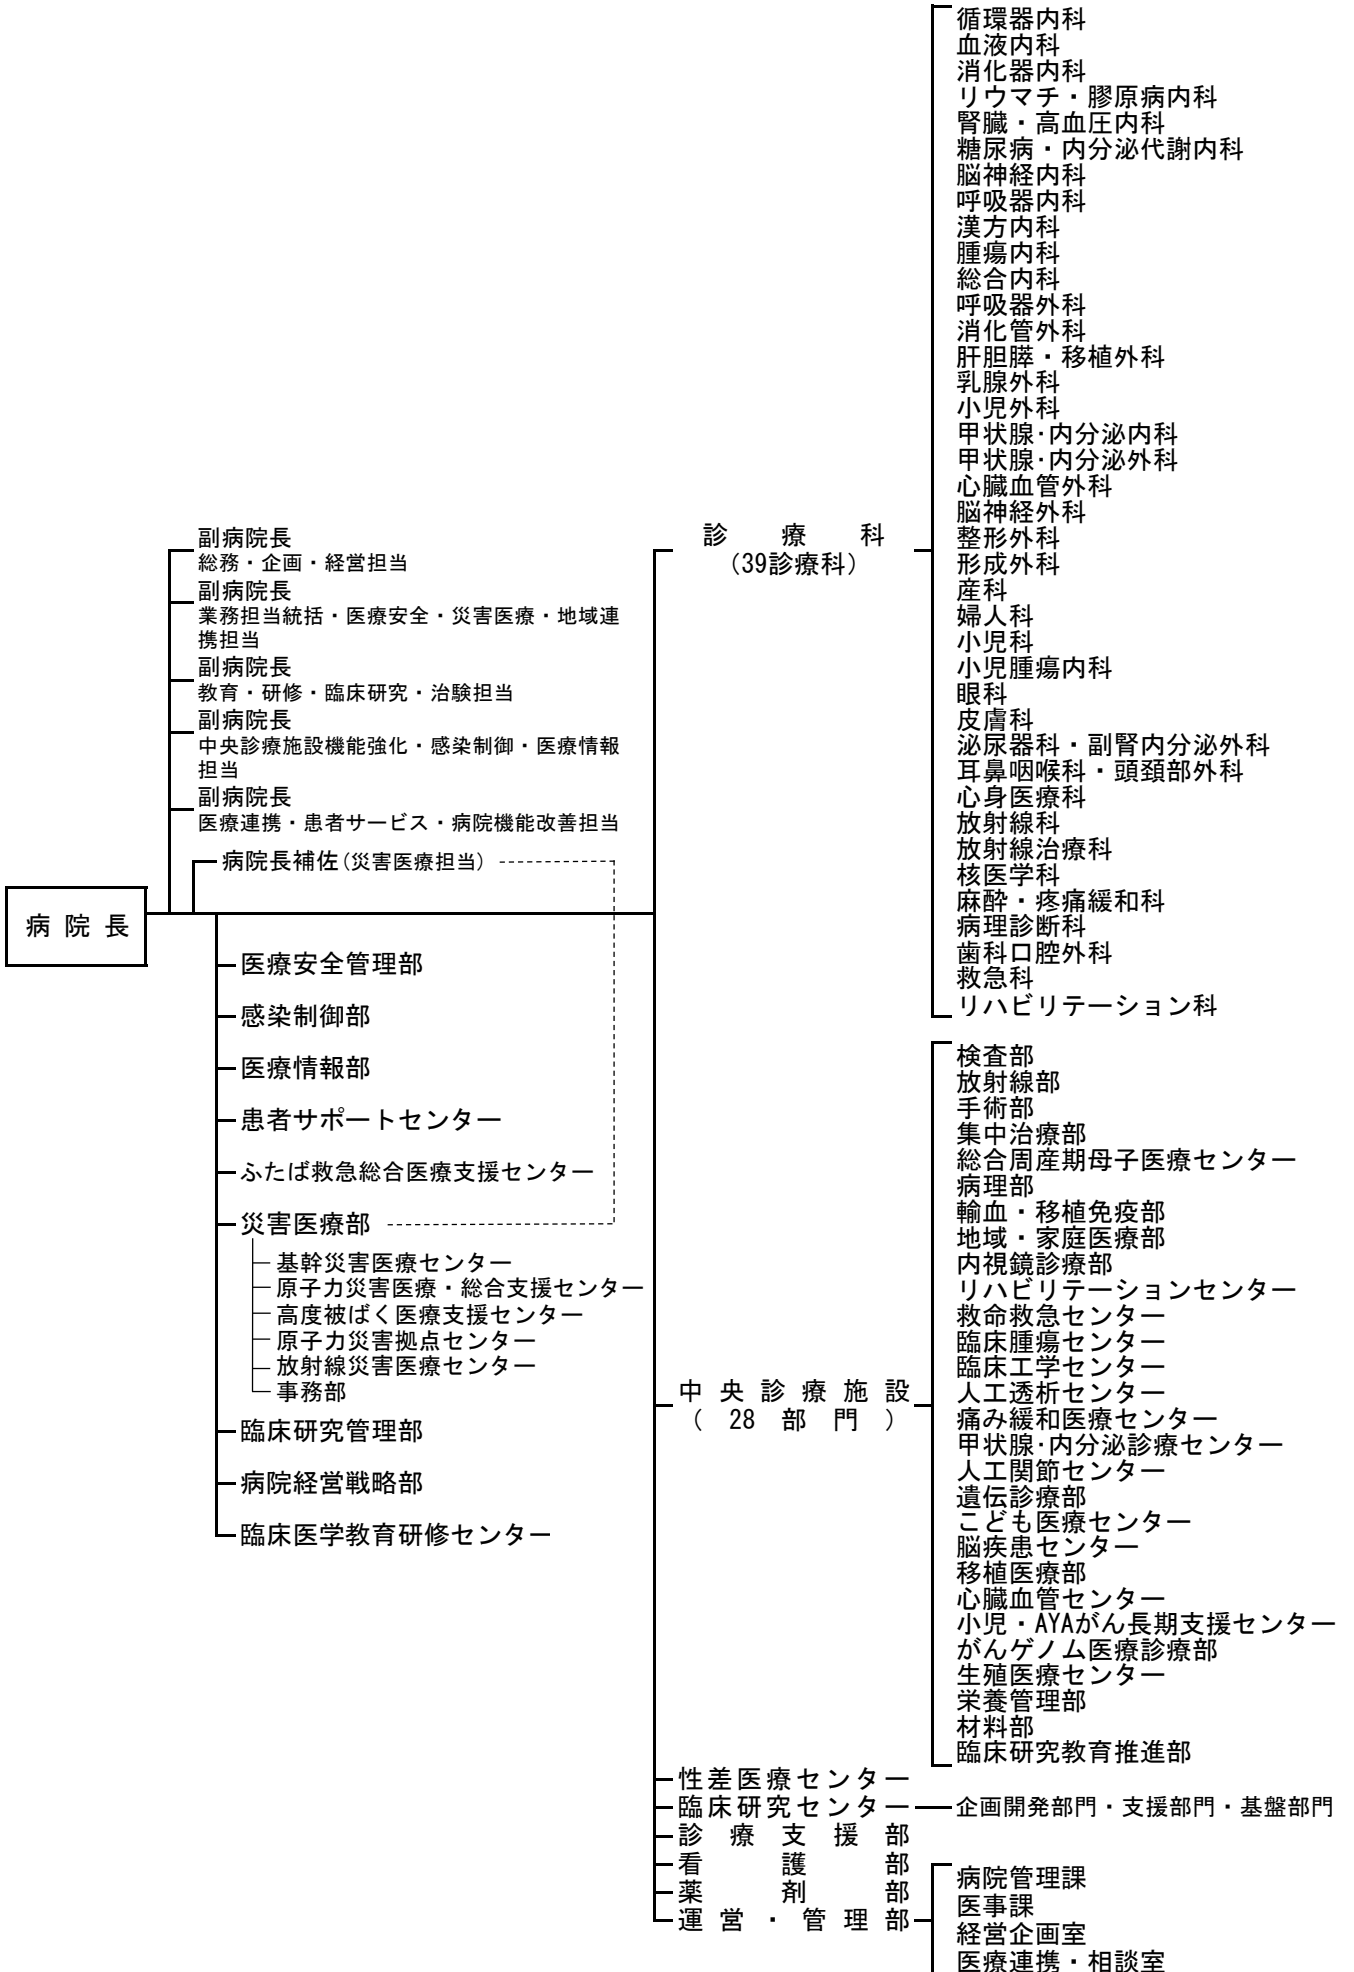 病院長
副病院長
総務・企画・経営担当
副病院長
業務担当統括・医療安全・災害医療・地域連
携担当
副病院長
教育・研修・臨床研究・治験担当
副病院長
中央診療施設機能強化・感染制御・医療情報
担当
副病院長
医療連携・患者サービス・病院機能改善担当
病院長補佐(災害医療担当)
医療安全管理部
感染制御部
医療情報部
患者サポートセンター
ふたば救急総合医療支援センター
災害医療部
基幹災害医療センター
原子力災害医療・総合支援センター
高度被ばく医療支援センター
原子力災害拠点センター
放射線災害医療センター
事務部
臨床研究管理部
病院経営戦略部
臨床医学教育研修センター
診療科
(39診療科)
循環器内科
血液内科
消化器内科
リウマチ・膠原病内科
腎臓・高血圧内科
糖尿病・内分泌代謝内科
脳神経内科
呼吸器内科
漢方内科
腫瘍内科
総合内科
呼吸器外科
消化管外科
肝胆膵・移植外科
乳腺外科
小児外科
甲状腺・内分泌内科
甲状腺・内分泌外科
心臓血管外科
脳神経外科
整形外科
形成外科
産科
婦人科
小児科
小児腫瘍内科
眼科
皮膚科
泌尿器科・副腎内分泌外科
耳鼻咽喉科・頭頚部外科
心身医療科
放射線科
放射線治療科
核医学科
麻酔・疼痛緩和科
病理診断科
歯科口腔外科
救急科
リハビリテーション科
中央診療施設
(28部門)
検査部
放射線部
手術部
集中治療部
総合周産期母子医療センター
病理部
輸血・移植免疫部
地域・家庭医療部
内視鏡診療部
リハビリテーションセンター
救命救急センター
臨床腫瘍センター
臨床工学センター
人工透析センター
痛み緩和医療センター
甲状腺・内分泌診療センター
人工関節センター
遺伝診療部
こども医療センター
脳疾患センター
移植医療部
心臓血管センター
小児・AYAがん長期支援センター
がんゲノム医療診療部
生殖医療センター
栄養管理部
材料部
臨床研究教育推進部
性差医療センター
臨床研究センター
企画開発部門・支援部門・基盤部門
診療支援部
看護部
薬剤部
運営・管理部
病院管理課
医事課
経営企画室
医療連携・相談室